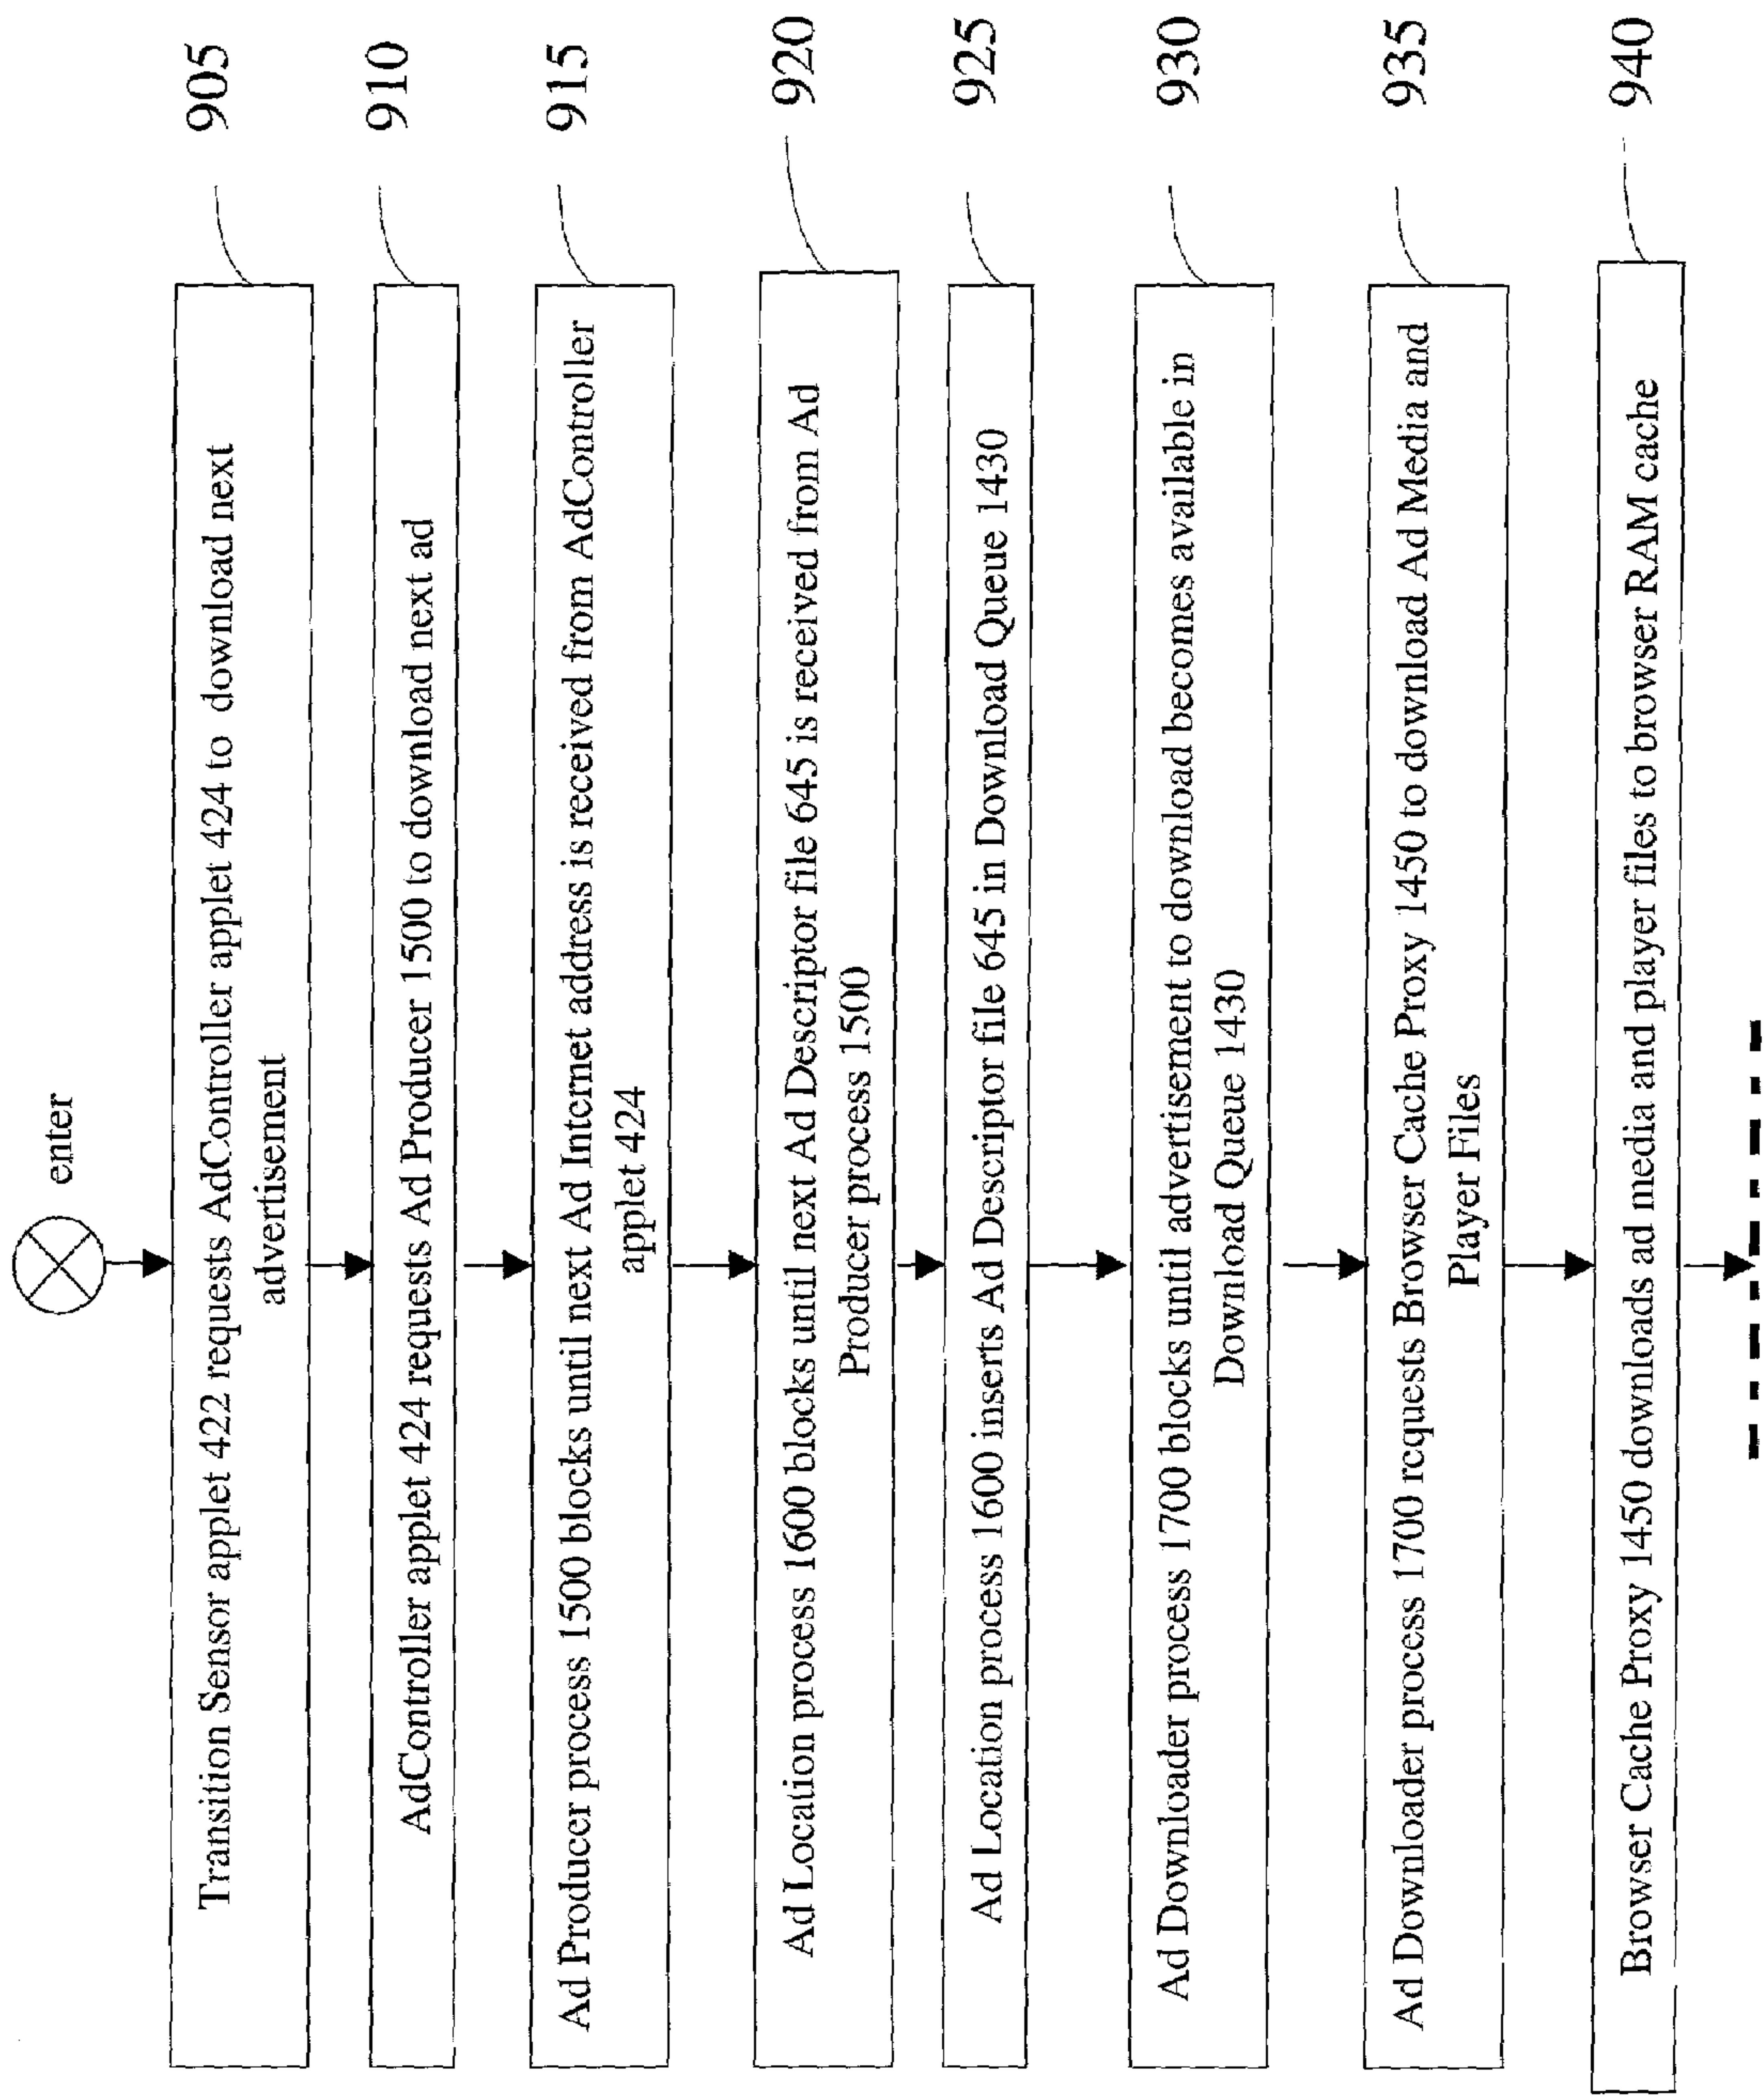 enter
905
Transition Sensor applet 422 requests AdController applet 424 to download next
advertisement
910
AdController applet 424 requests Ad Producer 1500 to download next ad
915
Ad Producer process 1500 blocks until next Ad Internet address is received from AdController
applet 424
920
Ad Location process 1600 blocks until next Ad Descriptor file 645 is received from Ad
Producer process 1500
925
Ad Location process 1600 inserts Ad Descriptor file 645 in Download Queue 1430
930
Ad Downloader process 1700 blocks until advertisement to download becomes available in
Download Queue 1430
935
Ad Downloader process 1700 requests Browser Cache Proxy 1450 to download Ad Media and
Player Files
940
Browser Cache Proxy 1450 downloads ad media and player files to browser RAM cache